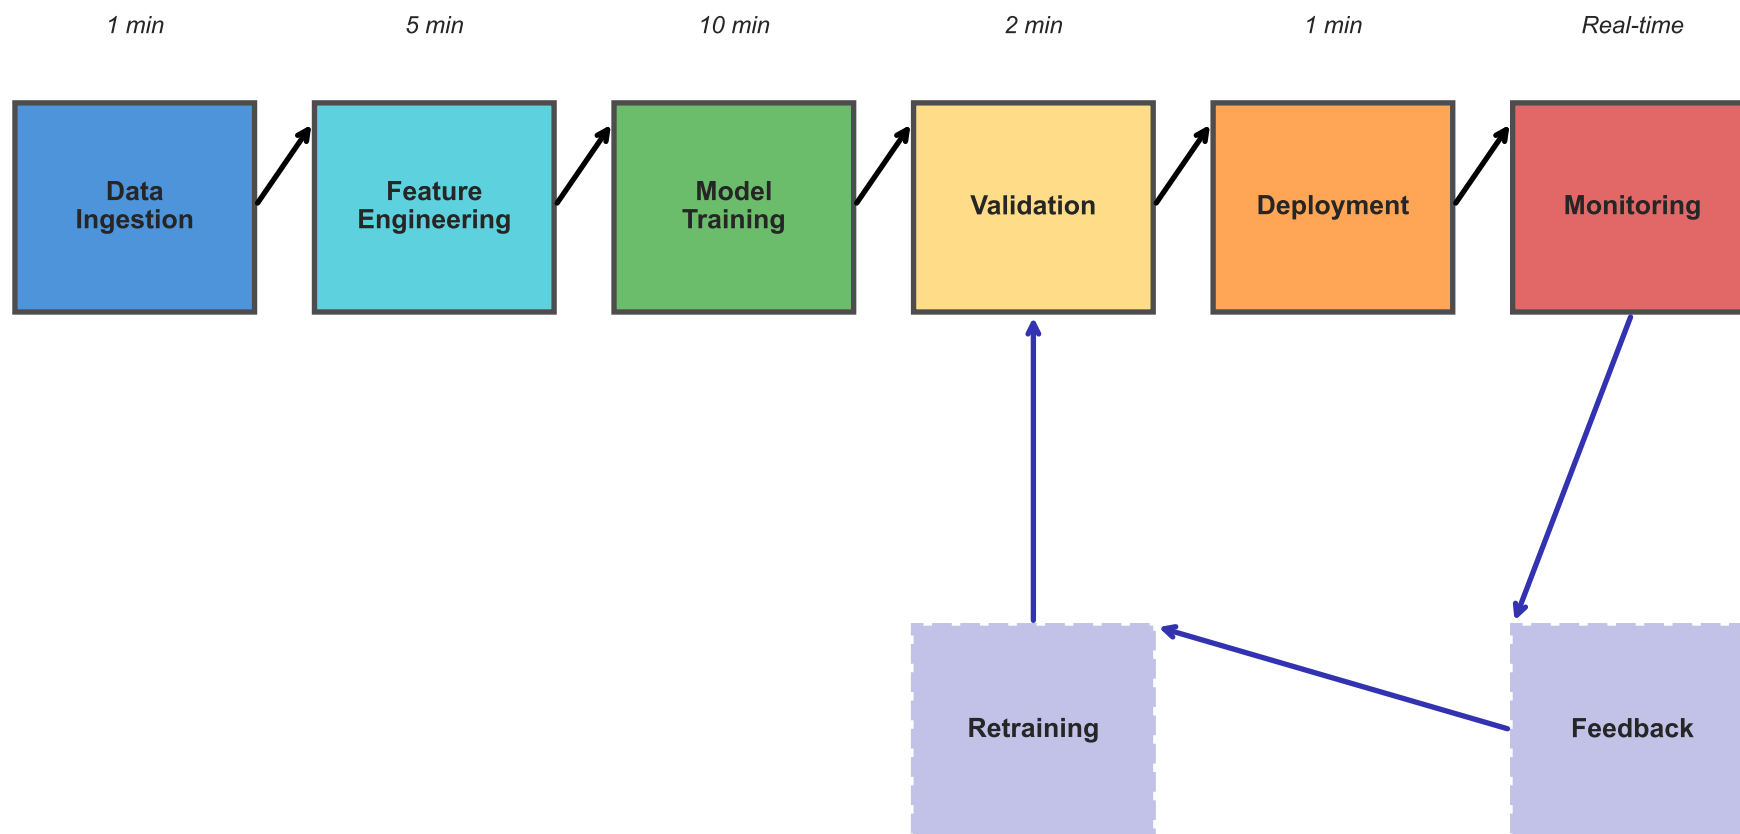 1 min
5 min
10 min
2 min
1 min
Real-time
Data
Ingestion
Feature
Engineering
Model
Training
Validation
Deployment
Monitoring
Retraining
Feedback